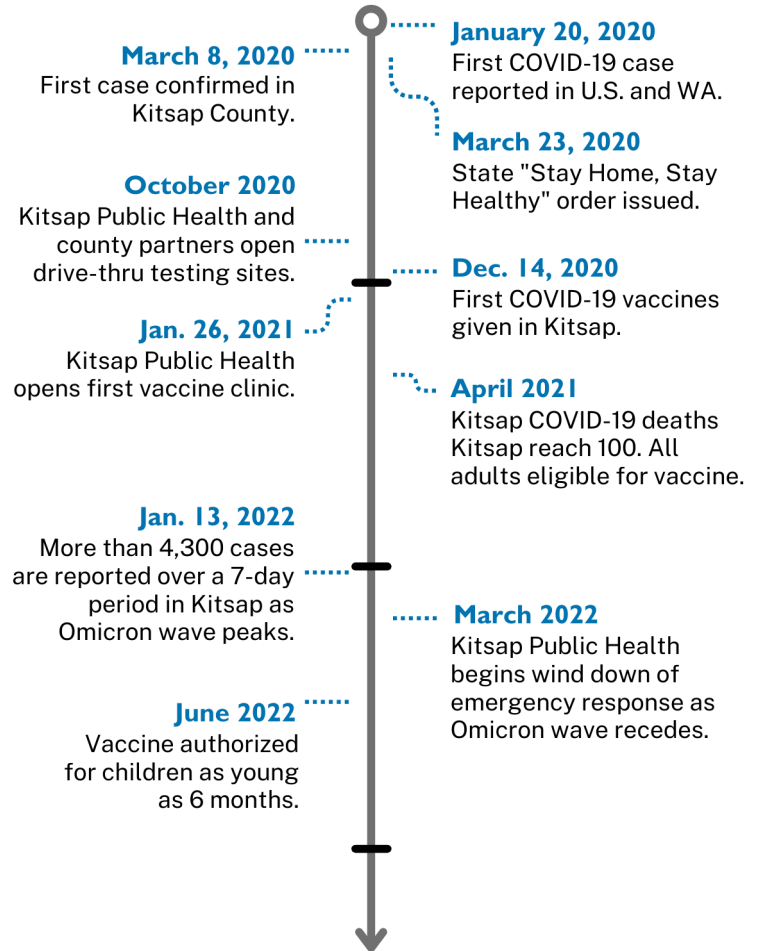 January 20, 2020
First COVID-19 case
reported in U.S. and WA.
March 8, 2020
First case confirmed in
Kitsap County.
March 23, 2020
State "Stay Home, Stay
Healthy" order issued.
October 2020
Kitsap Public Health and
county partners open
drive-thru testing sites.
Dec. 14, 2020
First COVID-19 vaccines
given in Kitsap.
Jan. 26, 2021
Kitsap Public Health
opens first vaccine clinic.
April 2021
Kitsap COVID-19 deaths
Kitsap reach 100. All
adults eligible for vaccine.
Jan. 13, 2022
More than 4,300 cases
are reported over a 7-day
period in Kitsap as
Omicron wave peaks.
March 2022
Kitsap Public Health
begins wind down of
emergency response as
Omicron wave recedes.
June 2022
Vaccine authorized
for children as young
as 6 months.